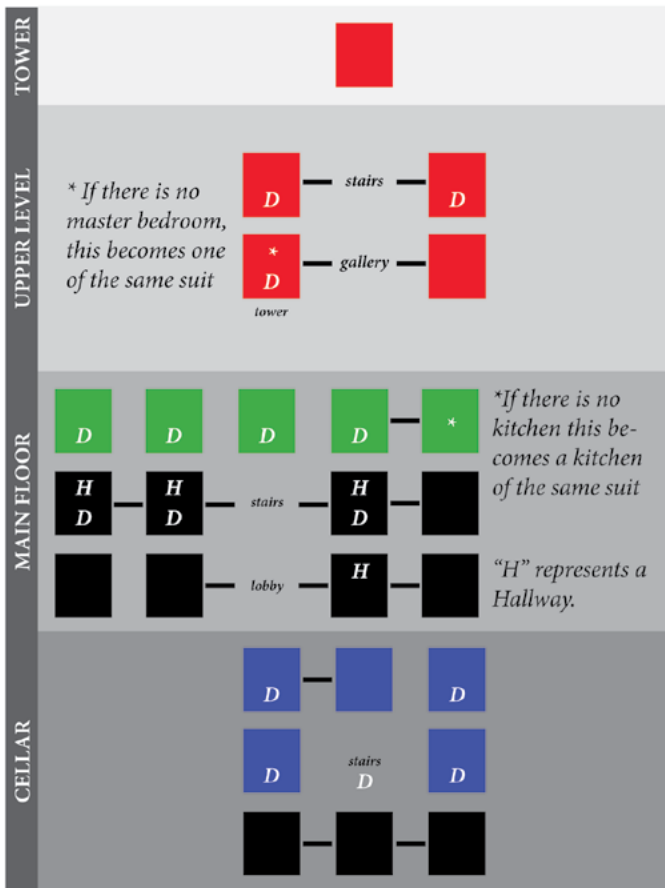 TOWER
UPPER LEVEL
* If there is no
master bedroom,
this becomes one
of the same suit
D stairs D
*
D gallery
tower
MAIN FLOOR
D D D D *
*If there is no
kitchen this be-
comes a kitchen
of the same suit
H H H
D D stairs D
lobby H
“H” represents a
Hallway.
CELLAR
D D
D stairs D
D